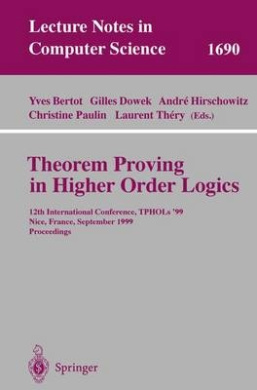 Lecture Notes in
Computer Science 1690
Yves Bertot Gilles Dowek André Hirschowitz
Christine Paulin Laurent Théry (Eds.)
Theorem Proving
in Higher Order Logics
12th International Conference, TPHOLs '99
Nice, France, September 1999
Proceedings
Springer